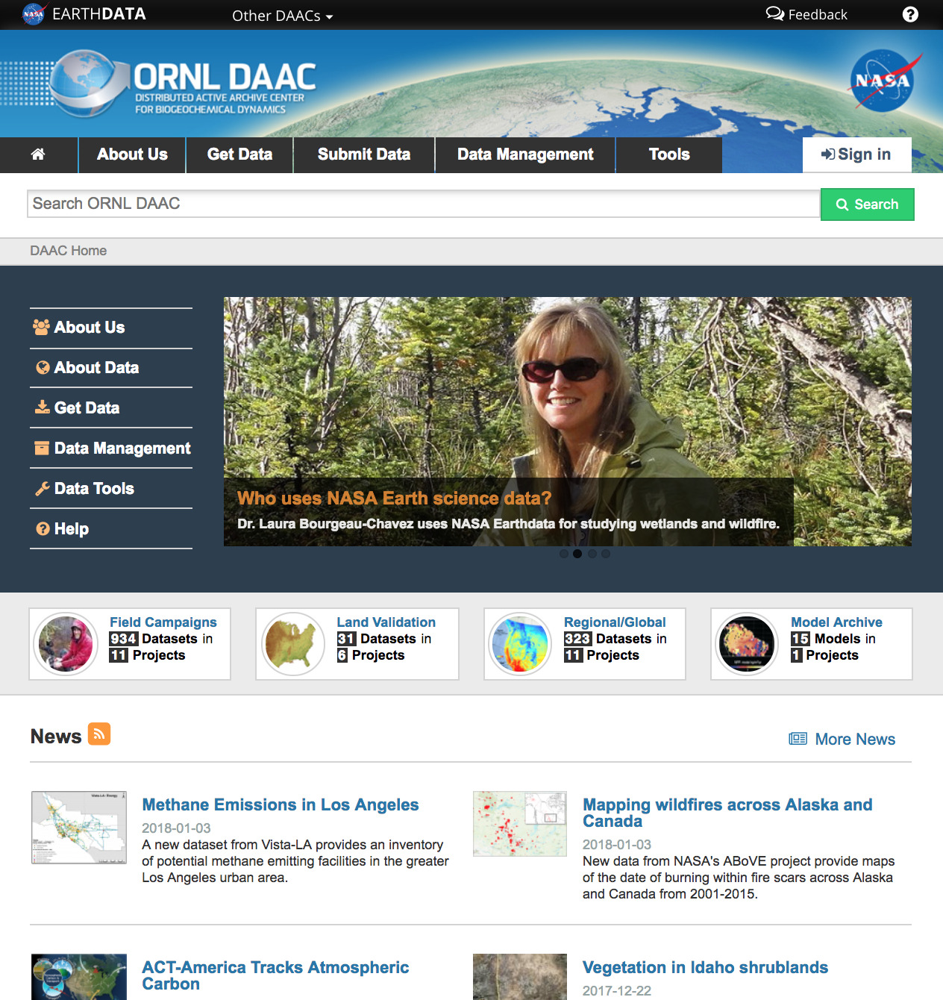 EARTHDATA
Other DAACs
Feedback
ORNL DAAC
DISTRIBUTED ACTIVE ARCHIVE CENTER
FOR BIOGEOCHEMICAL DYNAMICS
NASA
About Us
Get Data
Submit Data
Data Management
Tools
Sign in
Search ORNL DAAC
Search
DAAC Home
About Us
About Data
Get Data
Data Management
Data Tools
Help
Who uses NASA Earth science data?
Dr. Laura Bourgeau-Chavez uses NASA Earthdata for studying wetlands and wildfire.
Field Campaigns
934 Datasets in
11 Projects
Land Validation
31 Datasets in
6 Projects
Regional/Global
323 Datasets in
11 Projects
Model Archive
15 Models in
1 Projects
News
More News
Methane Emissions in Los Angeles
2018-01-03
A new dataset from Vista-LA provides an inventory
of potential methane emitting facilities in the greater
Los Angeles urban area.
Mapping wildfires across Alaska and
Canada
2018-01-03
New data from NASA's ABoVE project provide maps
of the date of burning within fire scars across Alaska
and Canada from 2001-2015.
ACT-America Tracks Atmospheric
Carbon
Vegetation in Idaho shrublands
2017-12-22